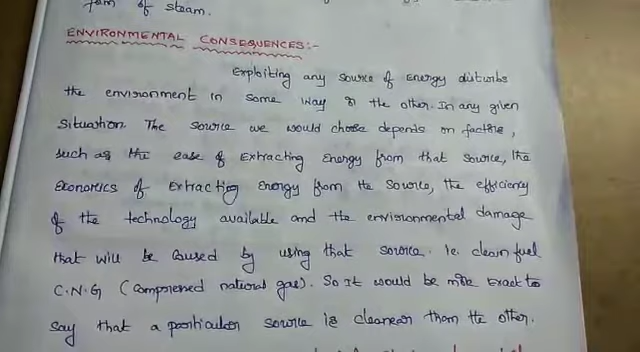 of steam.
ENVIRONMENTAL CONSEQUENCES:-
Exploiting any source of Energy disturbs
the environment in some way or the other. In any given
situation. The source we would choose depends on factors,
such as the ease of Extracting Energy from that source, the
Economics of Extracting Energy from the source, the efficiency
of the technology available and the environmental damage
that will be caused by using that source. i.e. clean fuel
C.N.G (compressed natural gas). So It would be more Exact to
say that a particular source is cleaner than the other.